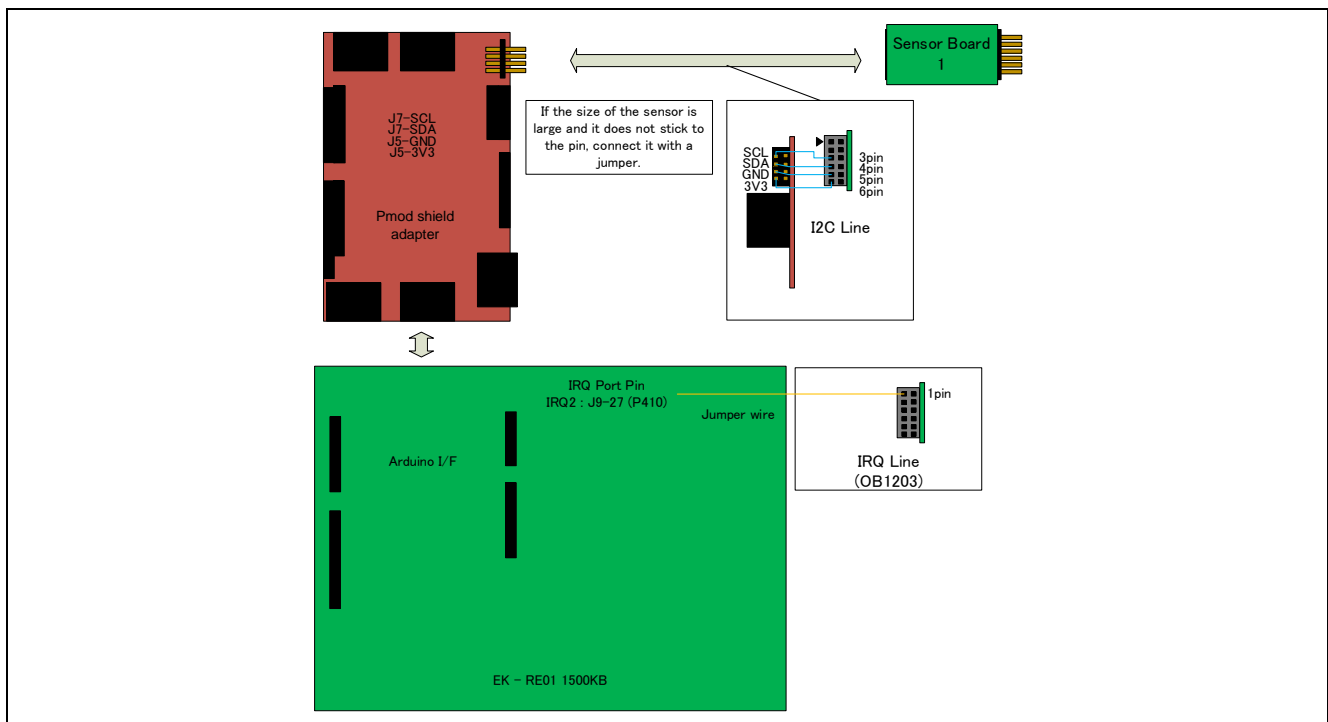 Sensor Board
1
J7-SCL
J7-SDA
J5-GND
J5-3V3
Pmod shield
adapter
If the size of the sensor is
large and it does not stick to
the pin, connect it with a
jumper.
SCL
SDA
GND
3V3
3pin
4pin
5pin
6pin
I2C Line
IRQ Port Pin
IRQ2 : J9-27 (P410)
Jumper wire
Arduino I/F
EK - RE01 1500KB
1pin
IRQ Line
(OB1203)